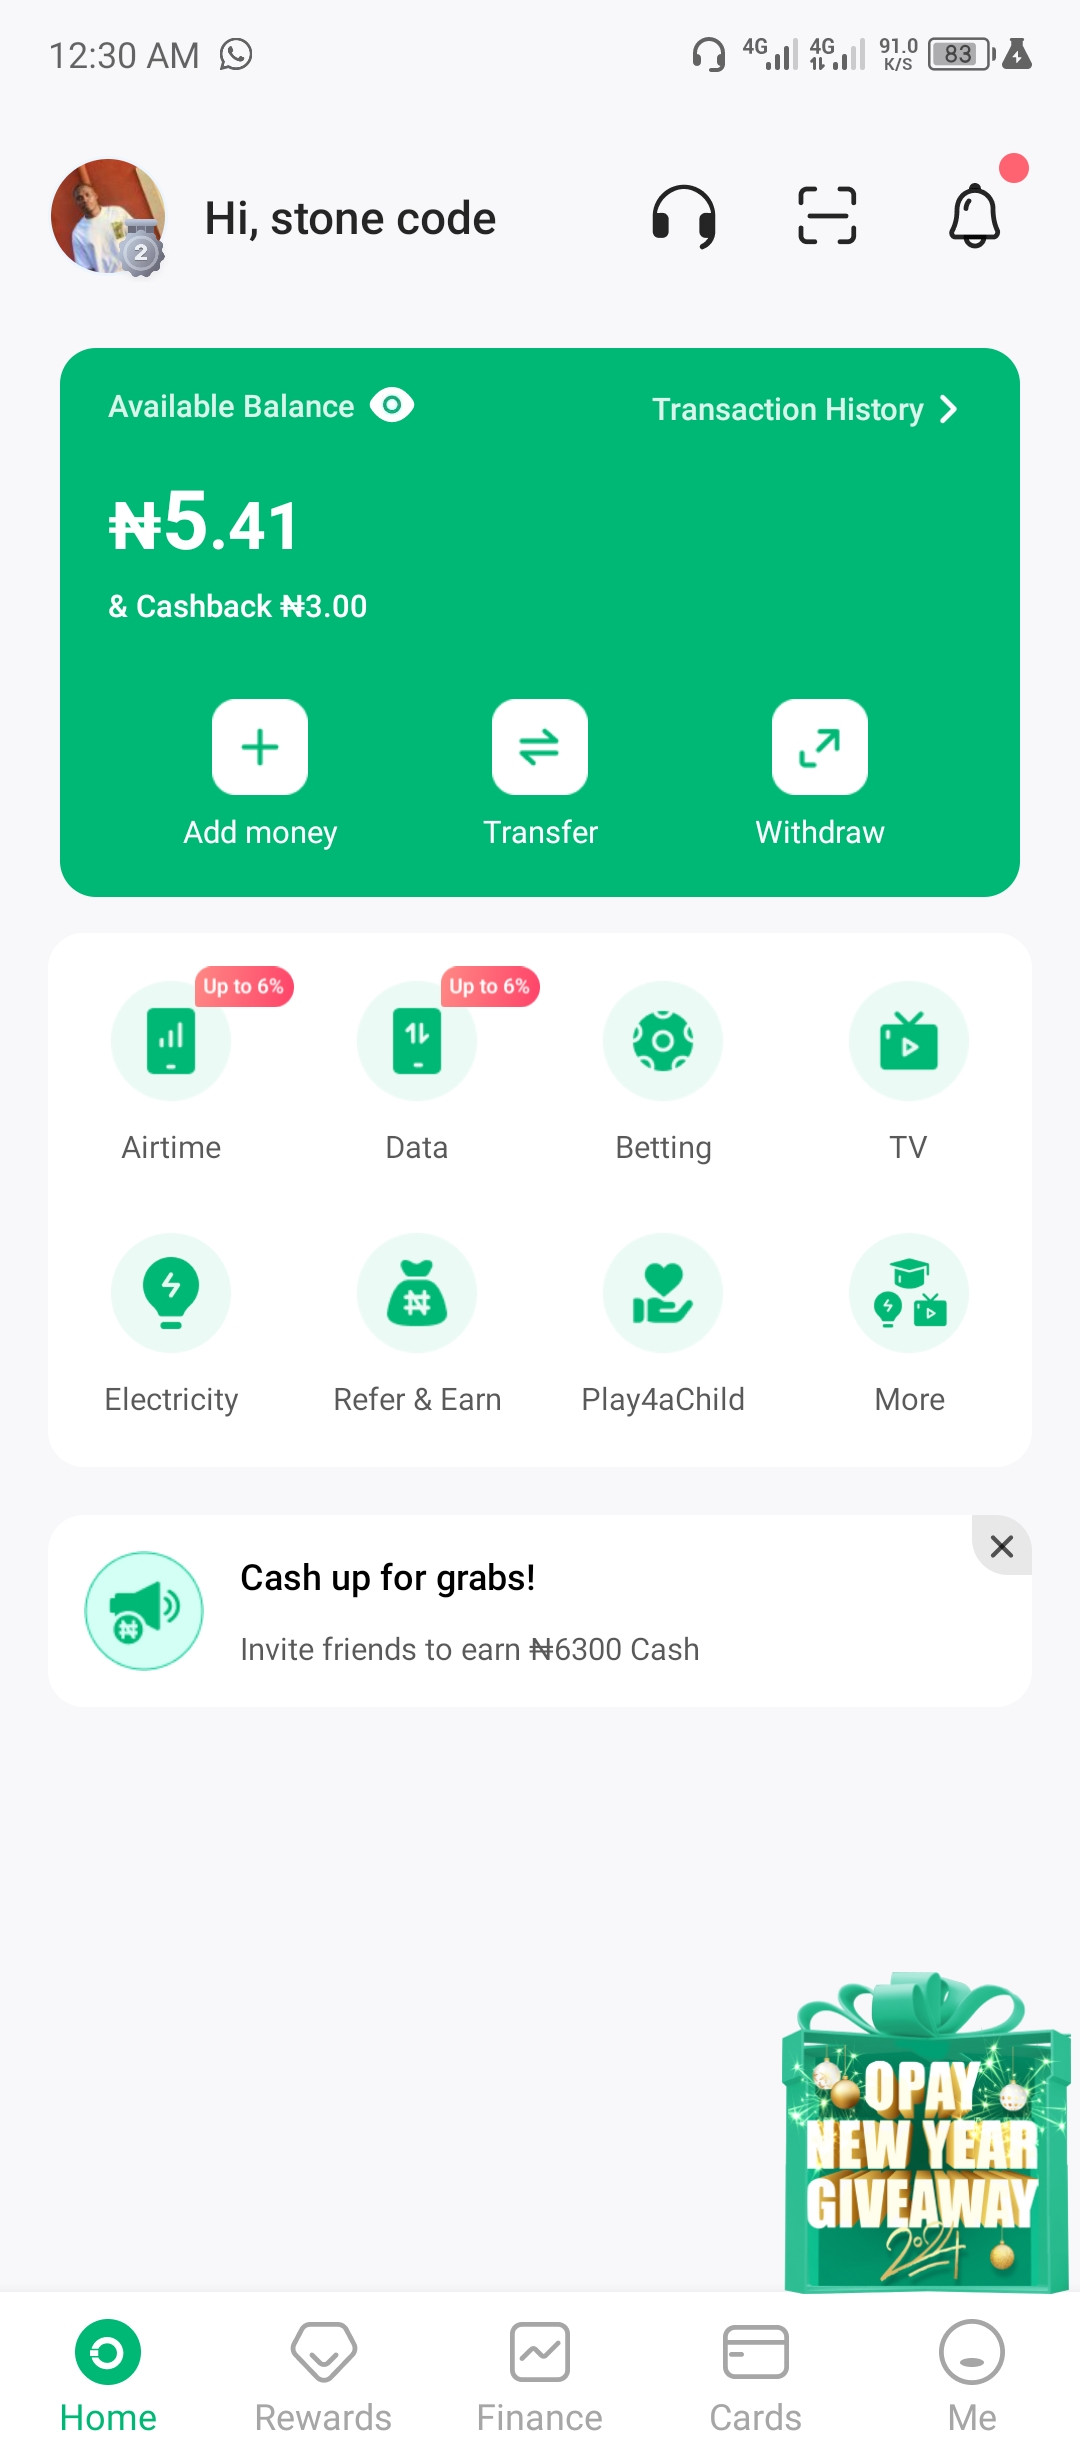 12:30 AM
4G 4G 91.0 K/S 83
2
Hi, stone code
Available Balance
Transaction History
₦5.41
& Cashback ₦3.00
Add money Transfer Withdraw
Up to 6% Up to 6%
Airtime Data Betting TV
Electricity Refer & Earn Play4aChild More
Cash up for grabs!
Invite friends to earn ₦6300 Cash
OPAY
NEW YEAR
GIVEAWAY
2024
Home Rewards Finance Cards Me